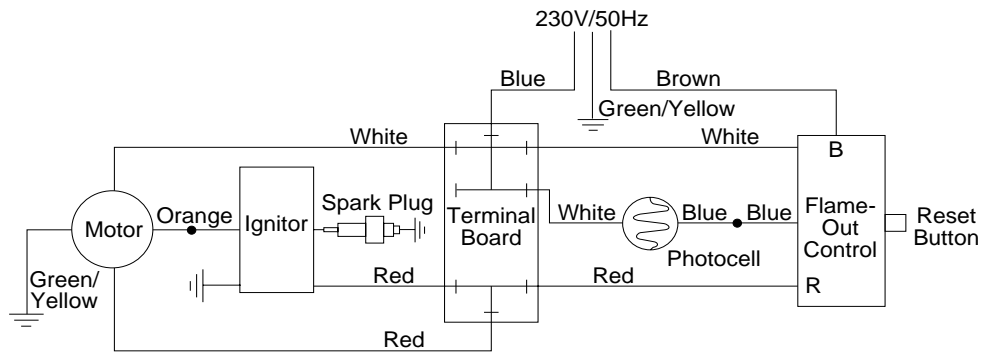 230V/50Hz
Blue
Brown
Green/Yellow
White
White
B
Motor
Orange
Ignitor
Spark Plug
Terminal
Board
White
Photocell
Blue
Blue
Flame-
Out
Control
Reset
Button
Green/
Yellow
Red
Red
R
Red